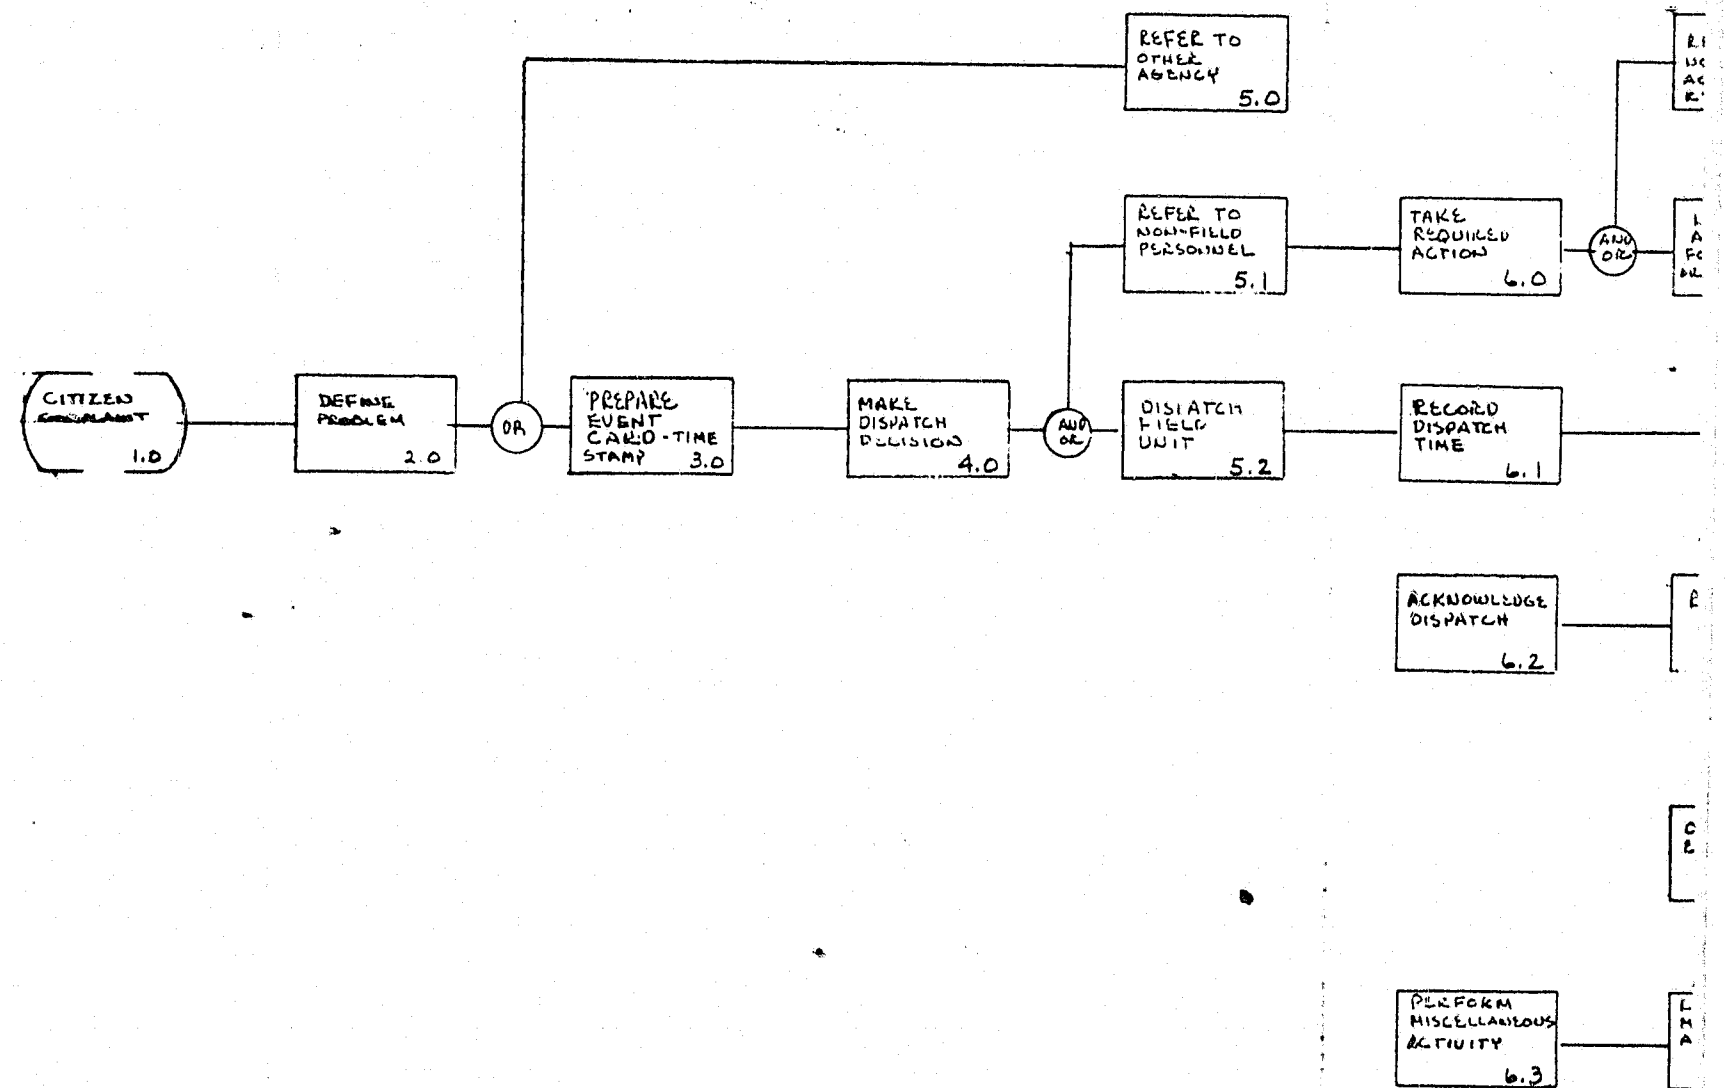 REFER TO
OTHER
AGENCY
5.0
REFER TO
NON-FIELD
PERSONNEL
5.1
TAKE
REQUIRED
ACTION
6.0
AND
OR
CITIZEN
COMPLAINT
1.0
DEFINE
PROBLEM
2.0
OR
PREPARE
EVENT
CARD-TIME
STAMP 3.0
MAKE
DISPATCH
DECISION
4.0
AND
OR
DISPATCH
FIELD
UNIT
5.2
RECORD
DISPATCH
TIME
6.1
ACKNOWLEDGE
DISPATCH
6.2
PERFORM
MISCELLANEOUS
ACTIVITY
6.3